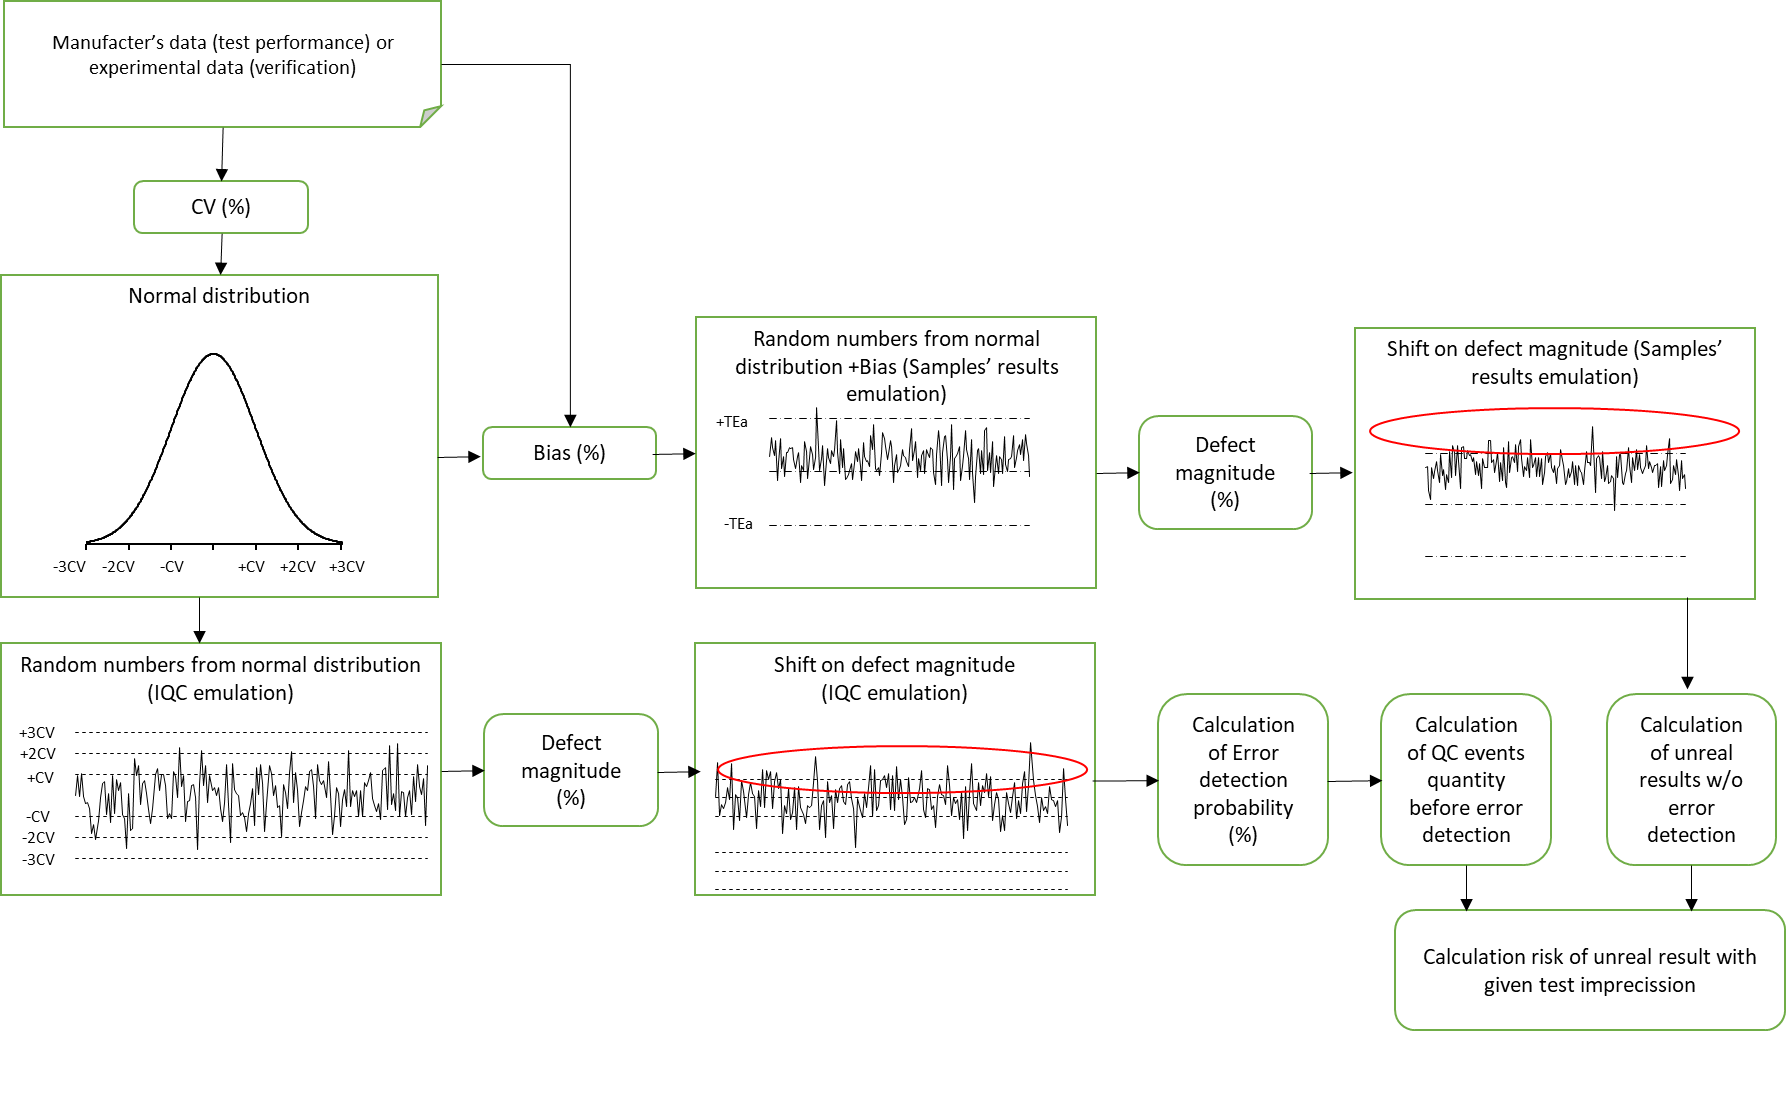 Manufacter's data (test performance) or
experimental data (verification)
CV (%)
Normal distribution
-3CV -2CV -CV +CV +2CV +3CV
Bias (%)
Random numbers from normal
distribution +Bias (Samples' results
emulation)
+TEa
-TEa
Defect
magnitude
(%)
Shift on defect magnitude (Samples'
results emulation)
Random numbers from normal distribution
(IQC emulation)
+3CV
+2CV
+CV
-CV
-2CV
-3CV
Defect
magnitude
(%)
Shift on defect magnitude
(IQC emulation)
Calculation
of Error
detection
probability
(%)
Calculation
of QC events
quantity
before error
detection
Calculation
of unreal
results w/o
error
detection
Calculation risk of unreal result with
given test imprecission